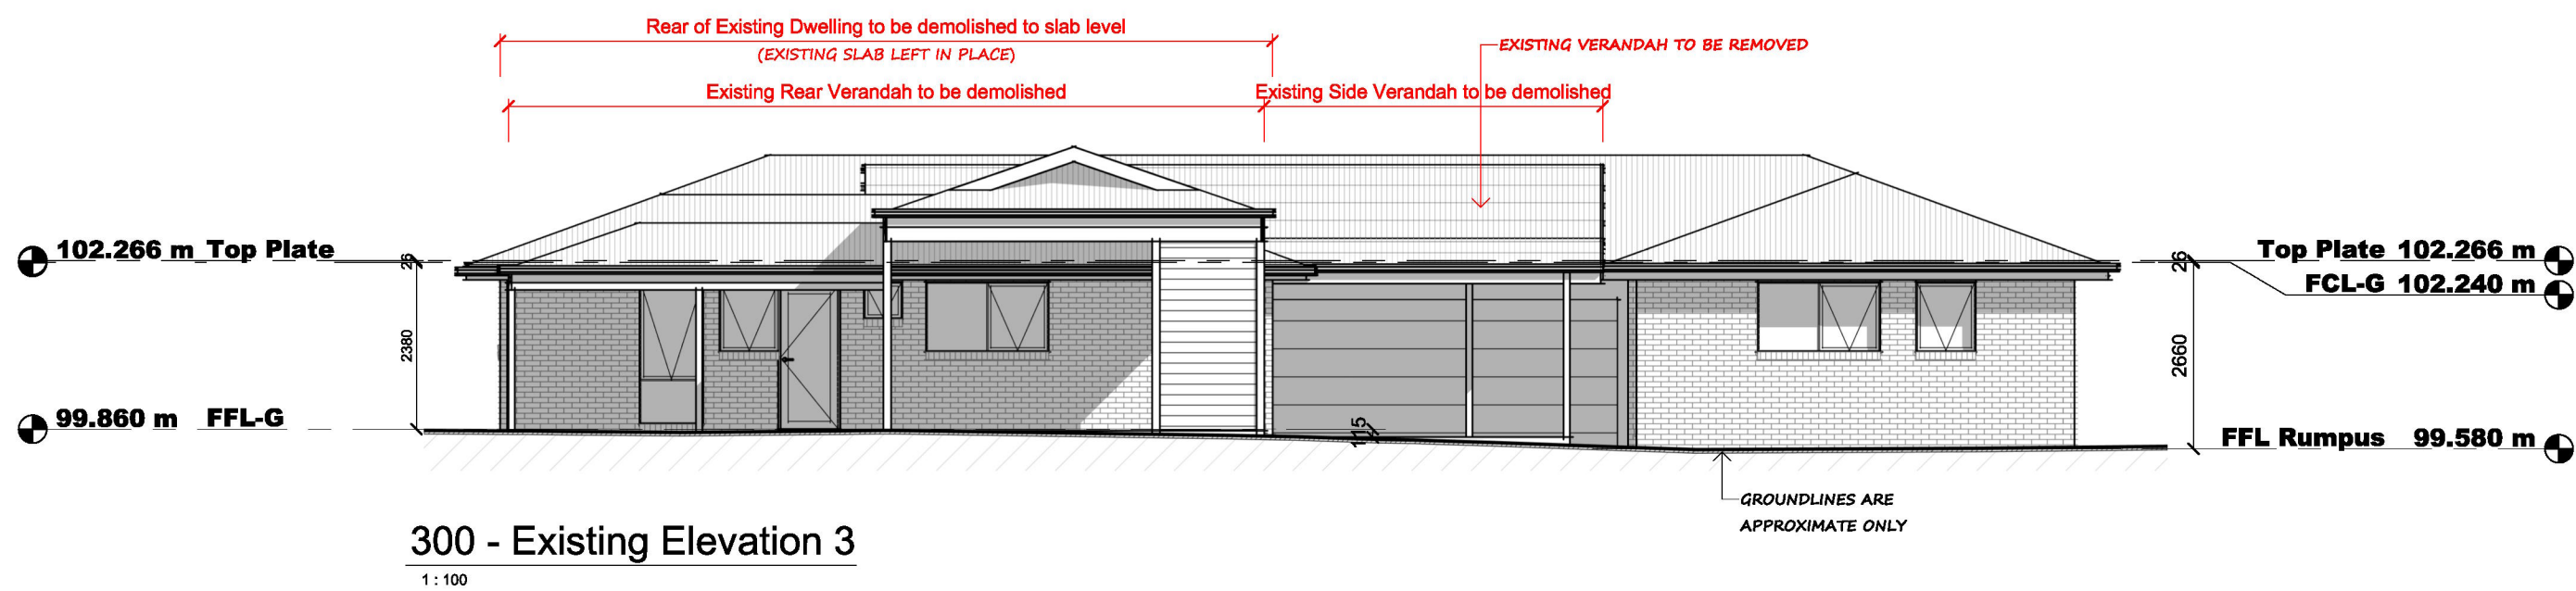 Rear of Existing Dwelling to be demolished to slab level
(EXISTING SLAB LEFT IN PLACE)
EXISTING VERANDAH TO BE REMOVED
Existing Rear Verandah to be demolished
Existing Side Verandah to be demolished
102.266 m Top Plate
26
2380
99.860 m FFL-G
115
26
Top Plate 102.266 m
FCL-G 102.240 m
2660
FFL Rumpus 99.580 m
GROUNDLINES ARE
APPROXIMATE ONLY
300 - Existing Elevation 3
1 : 100